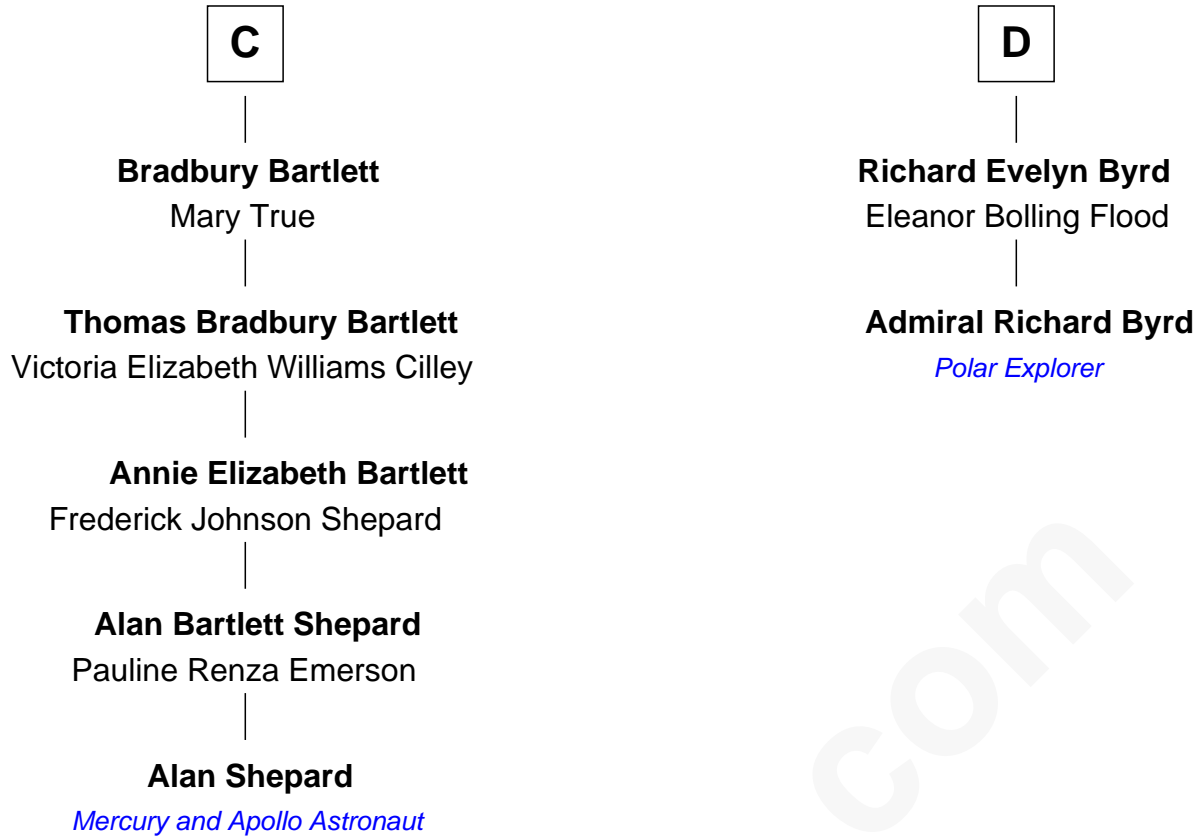 C
Bradbury Bartlett
Mary True
Thomas Bradbury Bartlett
Victoria Elizabeth Williams Cilley
Annie Elizabeth Bartlett
Frederick Johnson Shepard
Alan Bartlett Shepard
Pauline Renza Emerson
Alan Shepard
Mercury and Apollo Astronaut
D
Richard Evelyn Byrd
Eleanor Bolling Flood
Admiral Richard Byrd
Polar Explorer
com